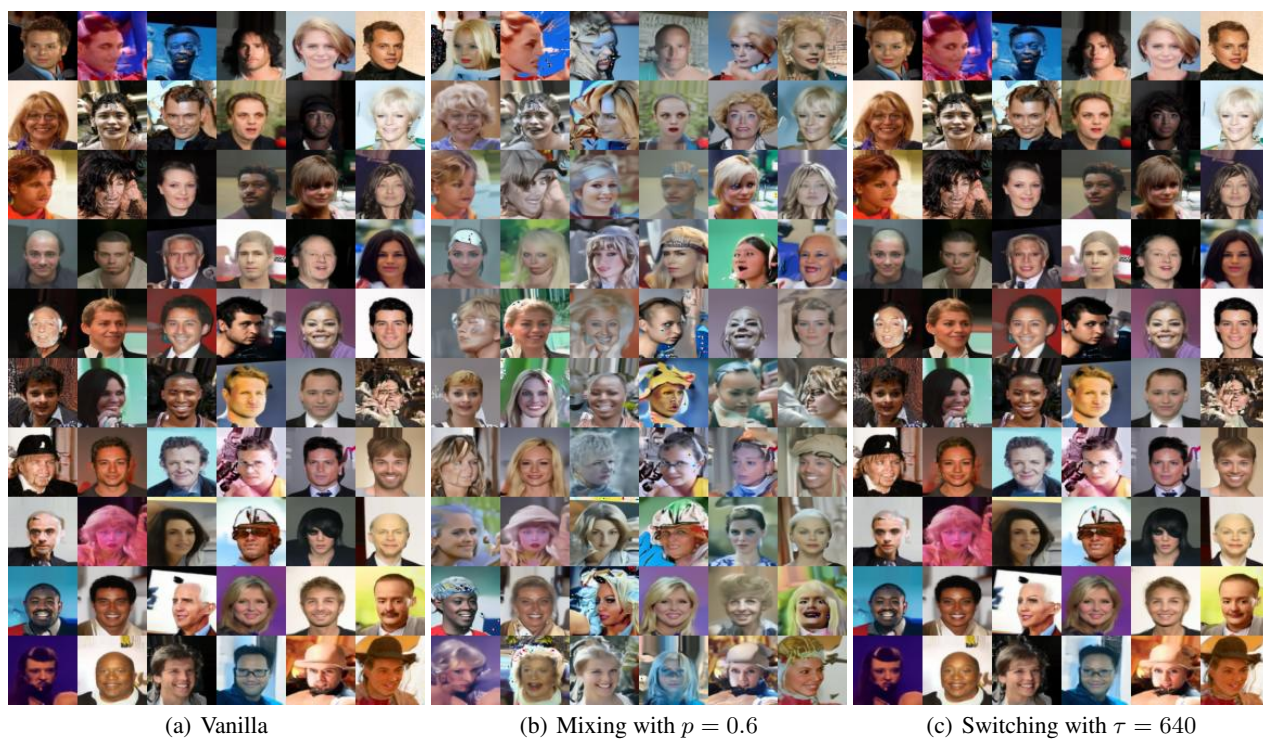 (a) Vanilla
(b) Mixing with p = 0.6
(c) Switching with τ = 640